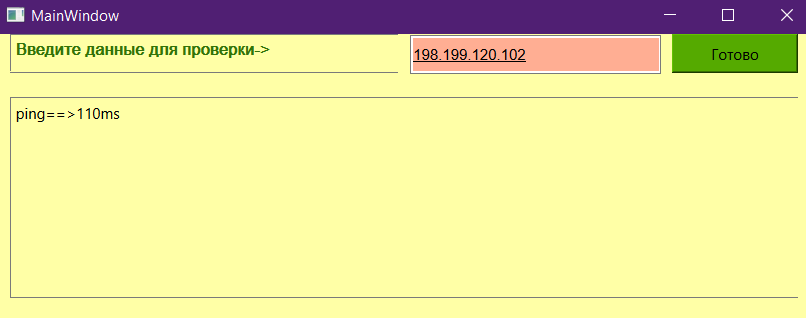 MainWindow
Введите данные для проверки-> 198.199.120.102 Готово
ping==>110ms